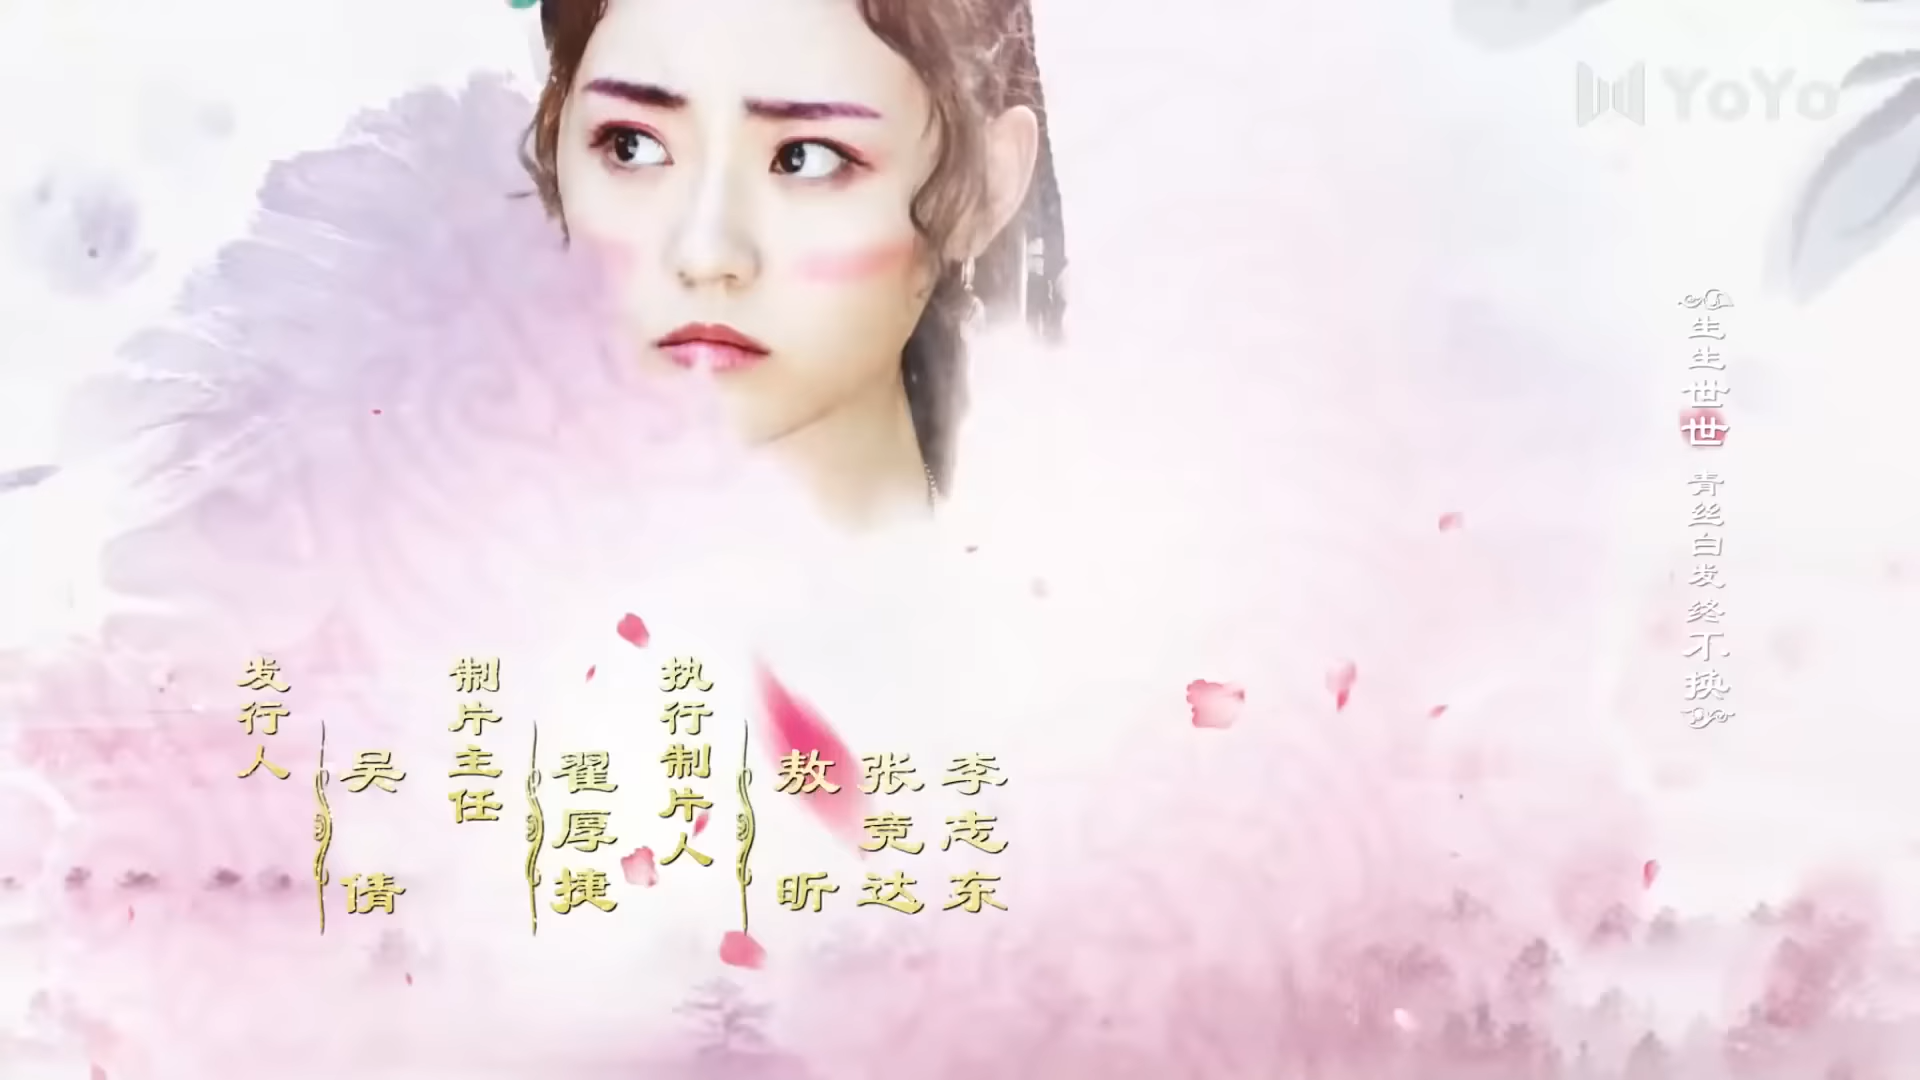 YoYo
生生世世 青丝白发终不换
发行人
吴倩
制片主任
翟厚捷
执行制片人
敖昕
张竞达
李志东